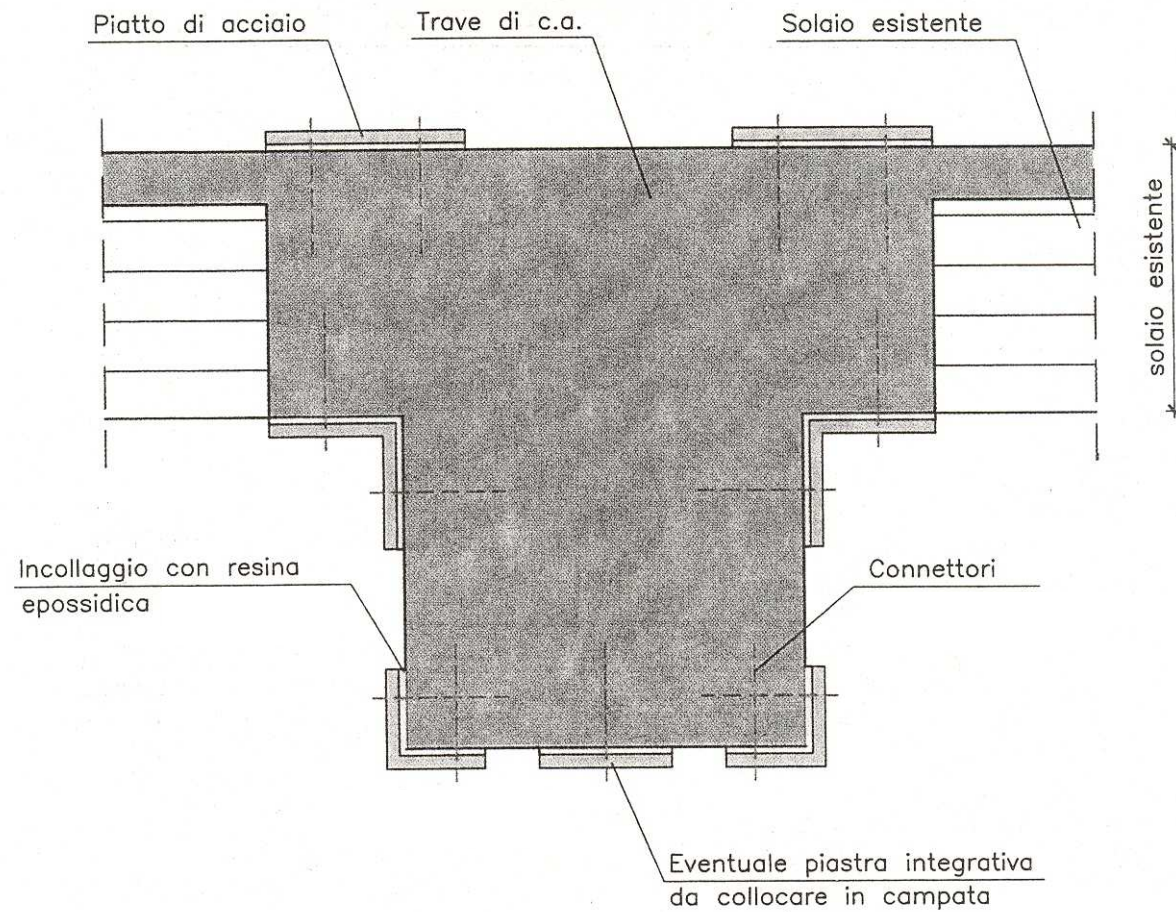 Piatto di acciaio
Trave di c.a.
Solaio esistente
solaio esistente
Incollaggio con resina
epossidica
Connettori
Eventuale piastra integrativa
da collocare in campata